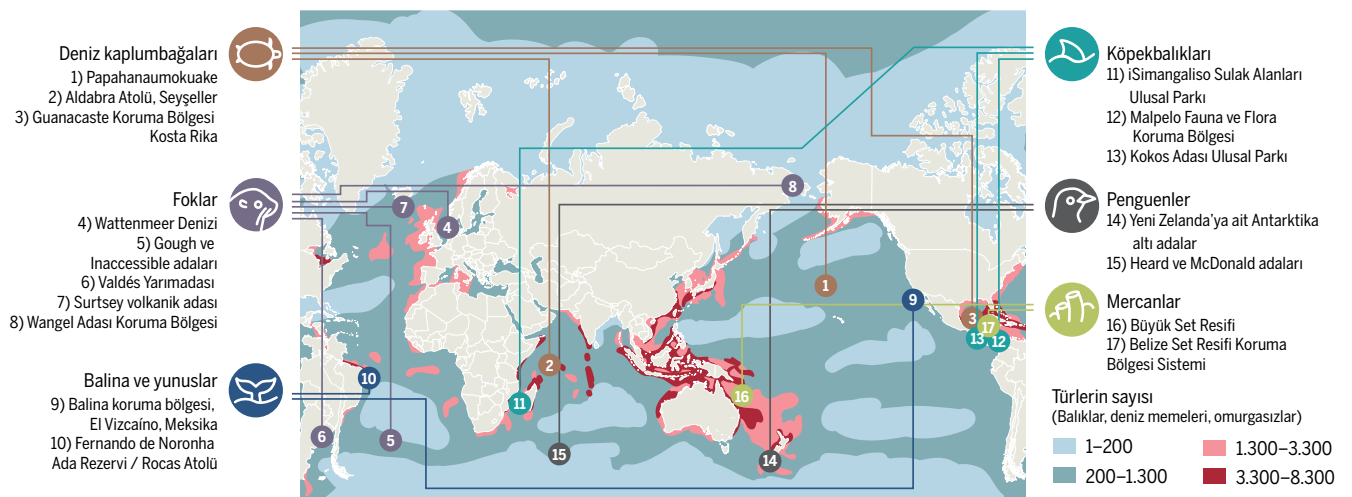 Deniz kaplumbağaları
1) Papahanaumokuake
2) Aldabra Atolü, Seyşeller
3) Guanacaste Koruma Bölgesi
Kosta Rika
Foklar
4) Wattenmeer Denizi
5) Gough ve
Inaccessible adaları
6) Valdés Yarımadası
7) Surtsey volkanik adası
8) Wangel Adası Koruma Bölgesi
Balina ve yunuslar
9) Balina koruma bölgesi,
El Vizcaíno, Meksika
10) Fernando de Noronha
Ada Rezervi / Rocas Atolü
8
7
4
1
9
3
17
13
12
2
10
11
16
6
5
15
14
Köpekbalıkları
11) iSimangaliso Sulak Alanları
Ulusal Parkı
12) Malpelo Fauna ve Flora
Koruma Bölgesi
13) Kokos Adası Ulusal Parkı
Penguenler
14) Yeni Zelanda’ya ait Antarktika
altı adalar
15) Heard ve McDonald adaları
Mercanlar
16) Büyük Set Resifi
17) Belize Set Resifi Koruma
Bölgesi Sistemi
Türlerin sayısı
(Balıklar, deniz memeleri, omurgasızlar)
1–200
200–1.300
1.300–3.300
3.300–8.300